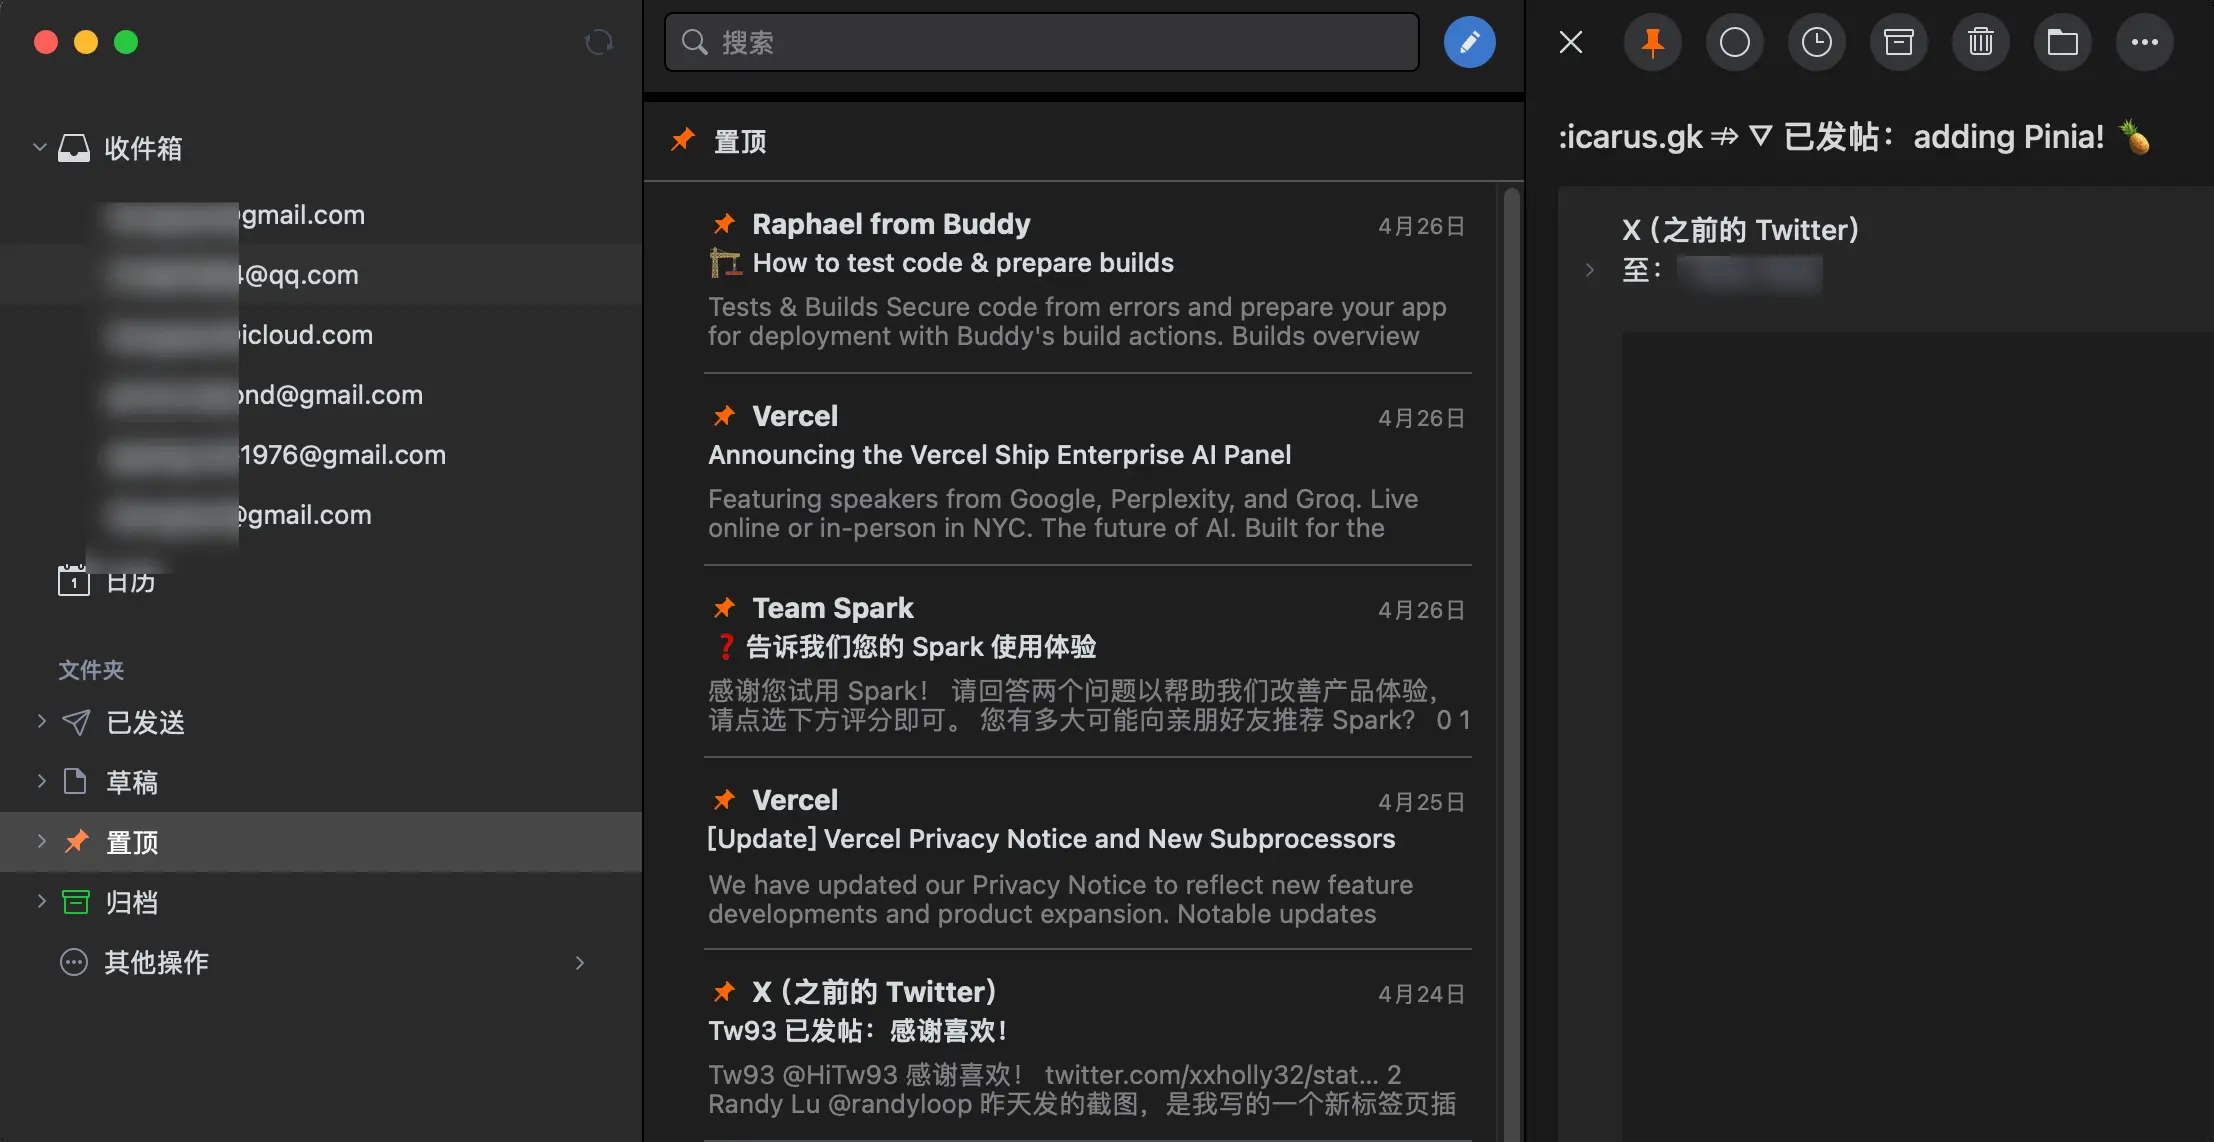 收件箱
gmail.com
4@qq.com
icloud.com
ond@gmail.com
1976@gmail.com
@gmail.com
1
日历
文件夹
已发送
草稿
置顶
归档
其他操作
搜索
置顶
Raphael from Buddy
4月26日
🏗️ How to test code & prepare builds
Tests & Builds Secure code from errors and prepare your app
for deployment with Buddy's build actions. Builds overview
Vercel
4月26日
Announcing the Vercel Ship Enterprise AI Panel
Featuring speakers from Google, Perplexity, and Groq. Live
online or in-person in NYC. The future of AI. Built for the
Team Spark
4月26日
❓告诉我们您的 Spark 使用体验
感谢您试用 Spark！ 请回答两个问题以帮助我们改善产品体验，
请点选下方评分即可。 您有多大可能向亲朋好友推荐 Spark？ 0 1
Vercel
4月25日
[Update] Vercel Privacy Notice and New Subprocessors
We have updated our Privacy Notice to reflect new feature
developments and product expansion. Notable updates
X（之前的 Twitter）
4月24日
Tw93 已发帖：感谢喜欢！
Tw93 @HiTw93 感谢喜欢！ twitter.com/xxholly32/stat... 2
Randy Lu @randyloop 昨天发的截图，是我写的一个新标签页插
:icarus.gk ⇏ ▽ 已发帖：adding Pinia! 🍍
X（之前的 Twitter）
至：